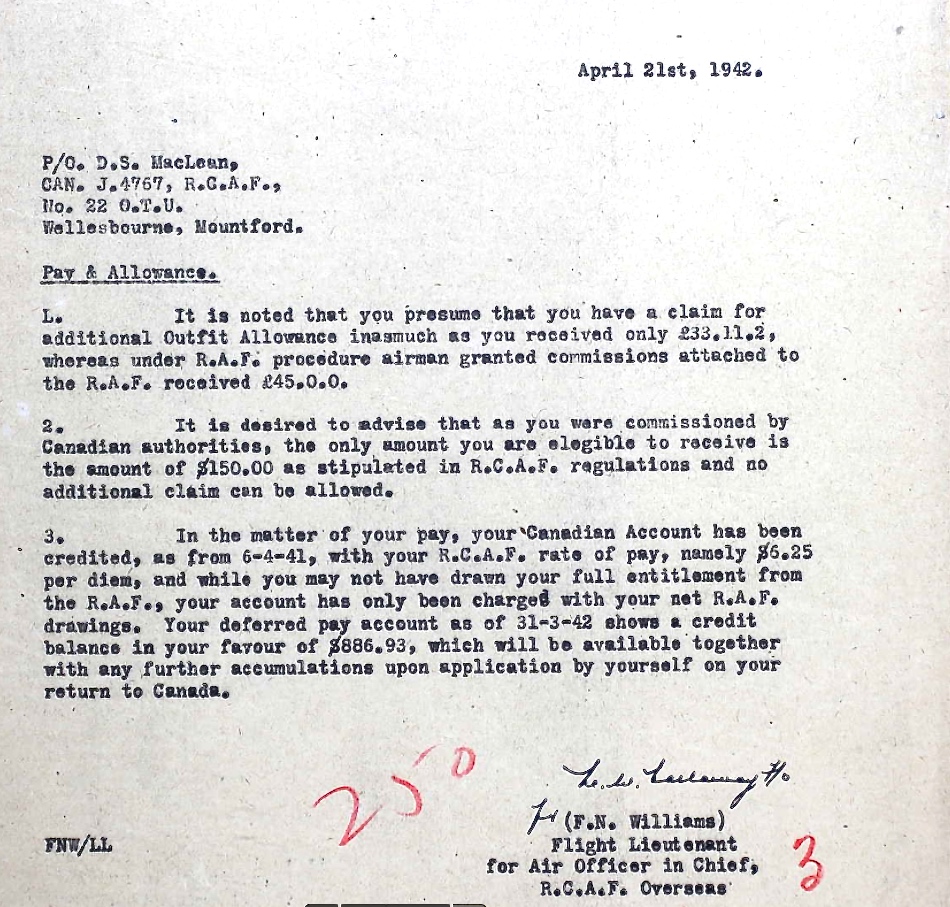 April 21st, 1942.
P/O. D.S. MacLean,
CAN. J.4767, R.C.A.F.,
No. 22 O.T.U.
Wellesbourne, Mountford.
Pay & Allowance.
L. It is noted that you presume that you have a claim for
additional Outfit Allowance inasmuch as you received only £33.11.2,
whereas under R.A.F. procedure airman granted commissions attached to
the R.A.F. received £45.0.0.
2. It is desired to advise that as you were commissioned by
Canadian authorities, the only amount you are elegible to receive is
the amount of $150.00 as stipulated in R.C.A.F. regulations and no
additional claim can be allowed.
3. In the matter of your pay, your Canadian Account has been
credited, as from 6-4-41, with your R.C.A.F. rate of pay, namely $6.25
per diem, and while you may not have drawn your full entitlement from
the R.A.F., your account has only been charged with your net R.A.F.
drawings. Your deferred pay account as of 31-3-42 shows a credit
balance in your favour of $886.93, which will be available together
with any further accumulations upon application by yourself on your
return to Canada.
250
for (F.N. Williams)
FNW/LL
Flight Lieutenant
for Air Officer in Chief,
R.C.A.F. Overseas
3